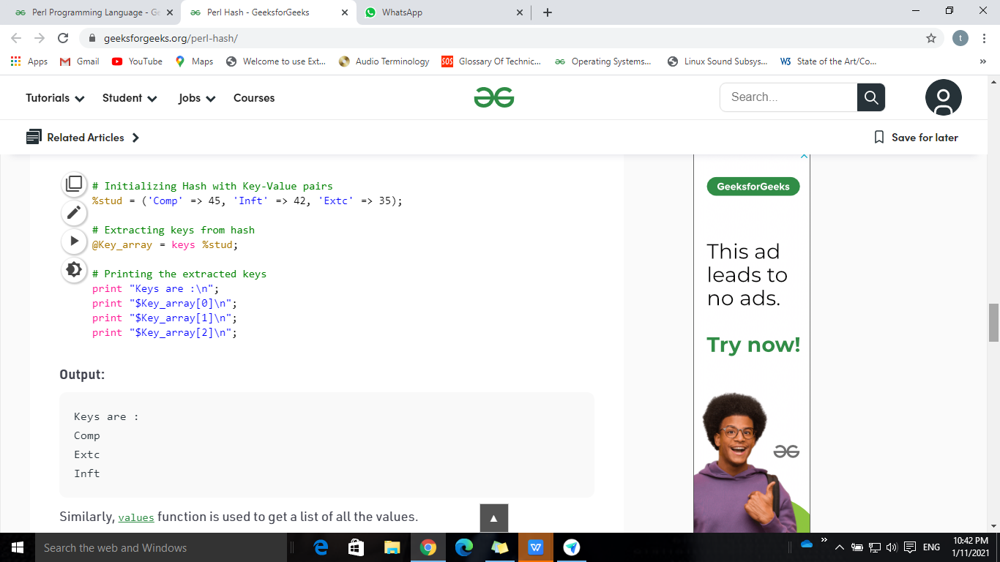 Perl Programming Language - Ge
Perl Hash - GeeksforGeeks
WhatsApp
geeksforgeeks.org/perl-hash/
t
Apps
Gmail
YouTube
Maps
Welcome to use Ext...
Audio Terminology
SOS
Glossary Of Technic...
Operating Systems...
Linux Sound Subsys...
W3
State of the Art/Co...
»
Tutorials
Student
Jobs
Courses
Search...
Related Articles
Save for later
# Initializing Hash with Key-Value pairs
%stud = ('Comp' => 45, 'Inft' => 42, 'Extc' => 35);
# Extracting keys from hash
@Key_array = keys %stud;
# Printing the extracted keys
print "Keys are :\n";
print "$Key_array[0]\n";
print "$Key_array[1]\n";
print "$Key_array[2]\n";
Output:
Keys are :
Comp
Extc
Inft
Similarly, values function is used to get a list of all the values.
GeeksforGeeks
This ad
leads to
no ads.
Try now!
Search the web and Windows
W
»
ENG
10:42 PM
1/11/2021